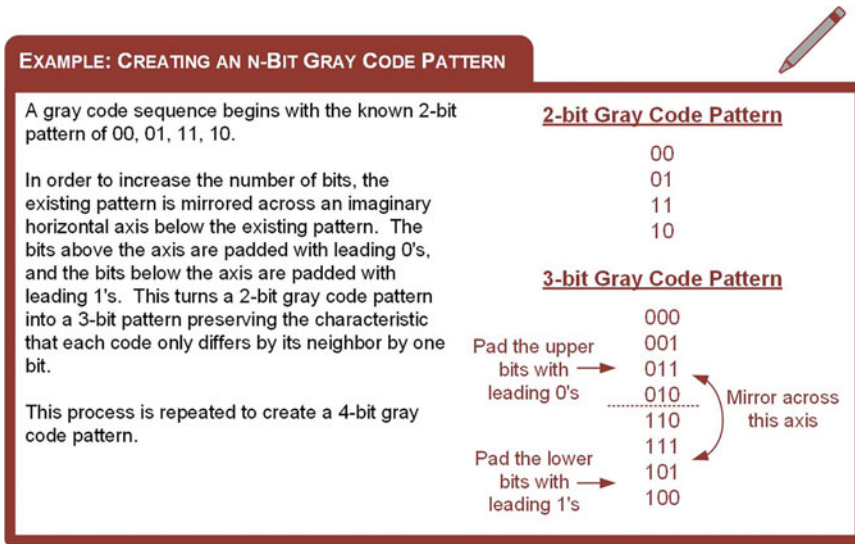 EXAMPLE: CREATING AN N-BIT GRAY CODE PATTERN
A gray code sequence begins with the known 2-bit
pattern of 00, 01, 11, 10.
In order to increase the number of bits, the
existing pattern is mirrored across an imaginary
horizontal axis below the existing pattern. The
bits above the axis are padded with leading 0's,
and the bits below the axis are padded with
leading 1's. This turns a 2-bit gray code pattern
into a 3-bit pattern preserving the characteristic
that each code only differs by its neighbor by one
bit.
This process is repeated to create a 4-bit gray
code pattern.
2-bit Gray Code Pattern
00
01
11
10
3-bit Gray Code Pattern
000
001
011
010
110
111
101
100
Pad the upper
bits with
leading 0's
Pad the lower
bits with
leading 1's
Mirror across
this axis